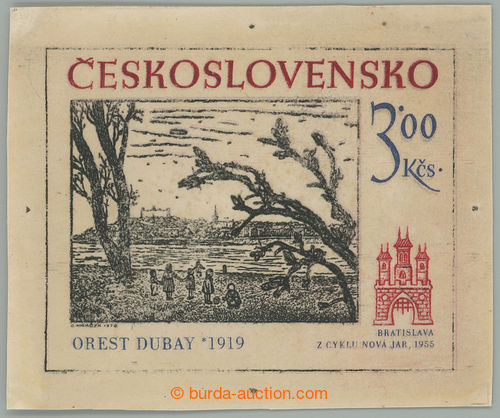 ČESKOSLOVENSKO
3'00
Kčs
BRATISLAVA
OREST DUBAY *1919
Z CYKLU NOVÁ JAR, 1955
© burda-auction.com